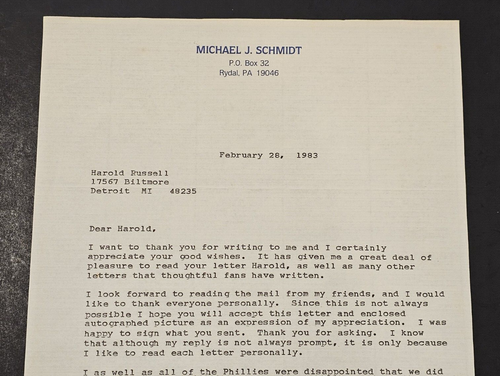 MICHAEL J. SCHMIDT
P.O. Box 32
Rydal, PA 19046
February 28, 1983
Harold Russell
17567 Biltmore
Detroit MI 48235
Dear Harold,
I want to thank you for writing to me and I certainly
appreciate your good wishes. It has given me a great deal of
pleasure to read your letter Harold, as well as many other
letters that thoughtful fans have written.
I look forward to reading the mail from my friends, and I would
like to thank everyone personally. Since this is not always
possible I hope you will accept this letter and enclosed
autographed picture as an expression of my appreciation. I was
happy to sign what you sent. Thank you for asking. I know
that although my reply is not always prompt, it is only because
I like to read each letter personally.
I as well as all of the Phillies were disappointed that we did